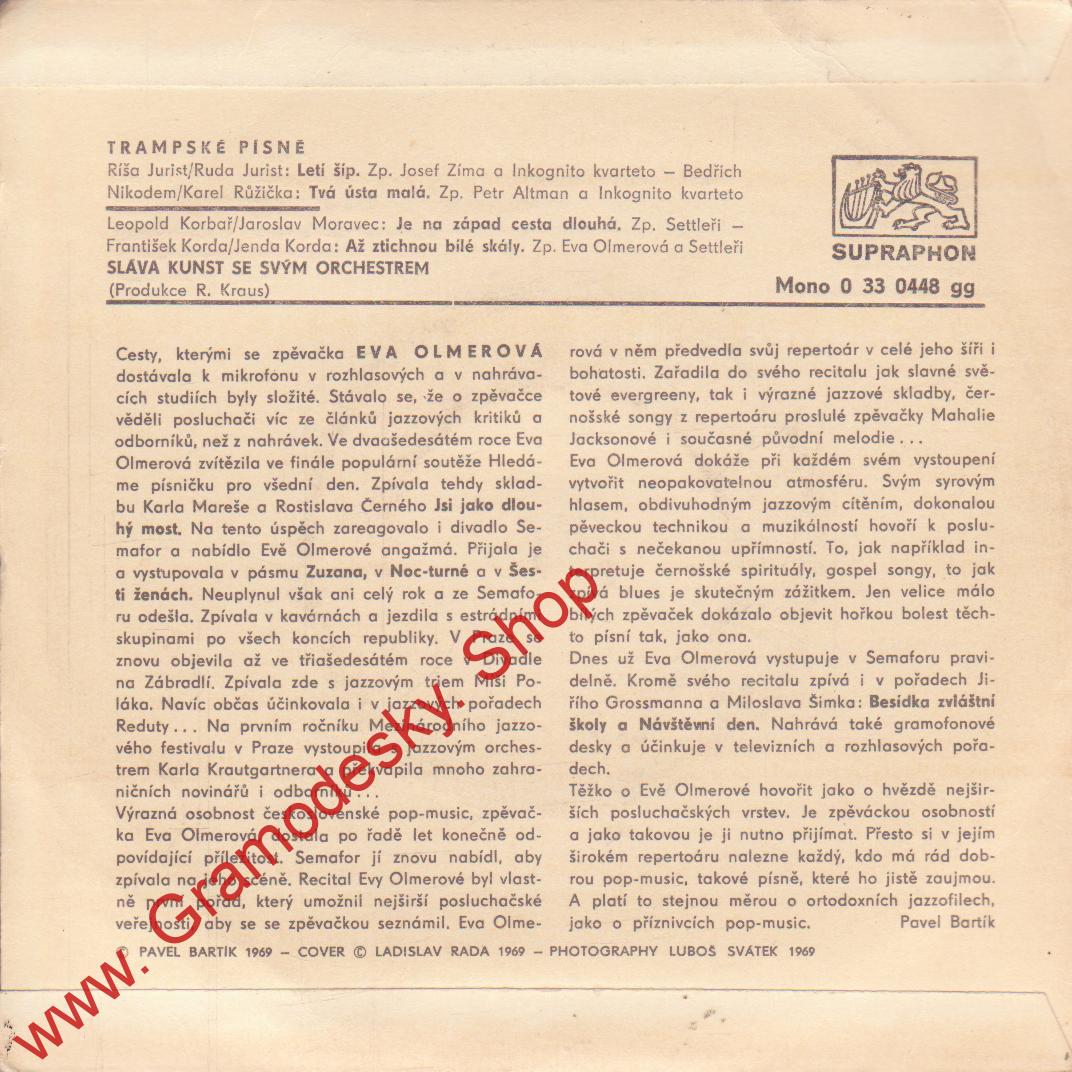 TRAMPSKÉ PÍSNĚ
Ríša Jurist/Ruda Jurist: Letí šíp. Zp. Josef Zíma a Inkognito kvarteto – Bedřich
Nikodem/Karel Růžička: Tvá ústa malá. Zp. Petr Altman a Inkognito kvarteto
Leopold Korbař/Jaroslav Moravec: Je na západ cesta dlouhá. Zp. Settleři –
František Korda/Jenda Korda: Až ztichnou bílé skály. Zp. Eva Olmerová a Settleři
SLÁVA KUNST SE SVÝM ORCHESTREM
(Produkce R. Kraus)
SUPRAPHON
Mono 0 33 0448 gg
Cesty, kterými se zpěvačka EVA OLMEROVÁ
dostávala k mikrofonu v rozhlasových a v nahráva-
cích studiích byly složité. Stávalo se, že o zpěvačce
věděli posluchači víc ze článků jazzových kritiků a
odborníků, než z nahrávek. Ve dvaašedesátém roce Eva
Olmerová zvítězila ve finále populární soutěže Hledá-
me písničku pro všední den. Zpívala tehdy sklad-
bu Karla Mareše a Rostislava Černého Jsi jako dlou-
hý most. Na tento úspěch zareagovalo i divadlo Se-
mafor a nabídlo Evě Olmerové angažmá. Přijala je
a vystupovala v pásmu Zuzana, v Noc-turné a v Šes-
ti ženách. Neuplynul však ani celý rok a ze Semafo-
ru odešla. Zpívala v kavárnách a jezdila s estrádními
skupinami po všech koncích republiky. V Praze se
znovu objevila až ve třiašedesátém roce v Divadle
na Zábradlí. Zpívala zde s jazzovým triem Míši Po-
láka. Navíc občas účinkovala i v jazzových pořadech
Reduty... Na prvním ročníku Mezinárodního jazzo-
vého festivalu v Praze vystoupila s jazzovým orches-
trem Karla Krautgartnera a překvapila mnoho zahra-
ničních novinářů i odborníků...
Výrazná osobnost československé pop-music, zpěvač-
ka Eva Olmerová, dostala po řadě let konečně od-
povídající příležitost. Semafor jí znovu nabídl, aby
zpívala na jeho scéně. Recital Evy Olmerové byl vlast-
ně první pořad, který umožnil nejširší posluchačské
veřejnosti, aby se se zpěvačkou seznámil. Eva Olme-
rová v něm předvedla svůj repertoár v celé jeho šíři i
bohatosti. Zařadila do svého recitalu jak slavné svě-
tové evergreeny, tak i výrazné jazzové skladby, čer-
nošské songy z repertoáru proslulé zpěvačky Mahalie
Jacksonové i současné původní melodie...
Eva Olmerová dokáže při každém svém vystoupení
vytvořit neopakovatelnou atmosféru. Svým syrovým
hlasem, obdivuhodným jazzovým cítěním, dokonalou
pěveckou technikou a muzikálností hovoří k poslu-
chači s nečekanou upřímností. To, jak například in-
terpretuje černošské spirituály, gospel songy, to jak
zpívá blues je skutečným zážitkem. Jen velice málo
bílých zpěvaček dokázalo objevit hořkou bolest těch-
to písní tak, jako ona.
Dnes už Eva Olmerová vystupuje v Semaforu pravi-
delně. Kromě svého recitalu zpívá i v pořadech Ji-
řího Grossmanna a Miloslava Šimka: Besídka zvláštní
školy a Návštěvní den. Nahrává také gramofonové
desky a účinkuje v televizních a rozhlasových pořa-
dech.
Těžko o Evě Olmerové hovořit jako o hvězdě nejšir-
ších posluchačských vrstev. Je zpěváckou osobností
a jako takovou je ji nutno přijímat. Přesto si v jejím
širokém repertoáru nalezne každý, kdo má rád dob-
rou pop-music, takové písně, které ho jistě zaujmou.
A platí to stejnou měrou o ortodoxních jazzofilech,
jako o příznivcích pop-music. Pavel Bartík
© PAVEL BARTÍK 1969 – COVER © LADISLAV RADA 1969 – PHOTOGRAPHY LUBOŠ SVÁTEK 1969
www. Gramodesky. Shop